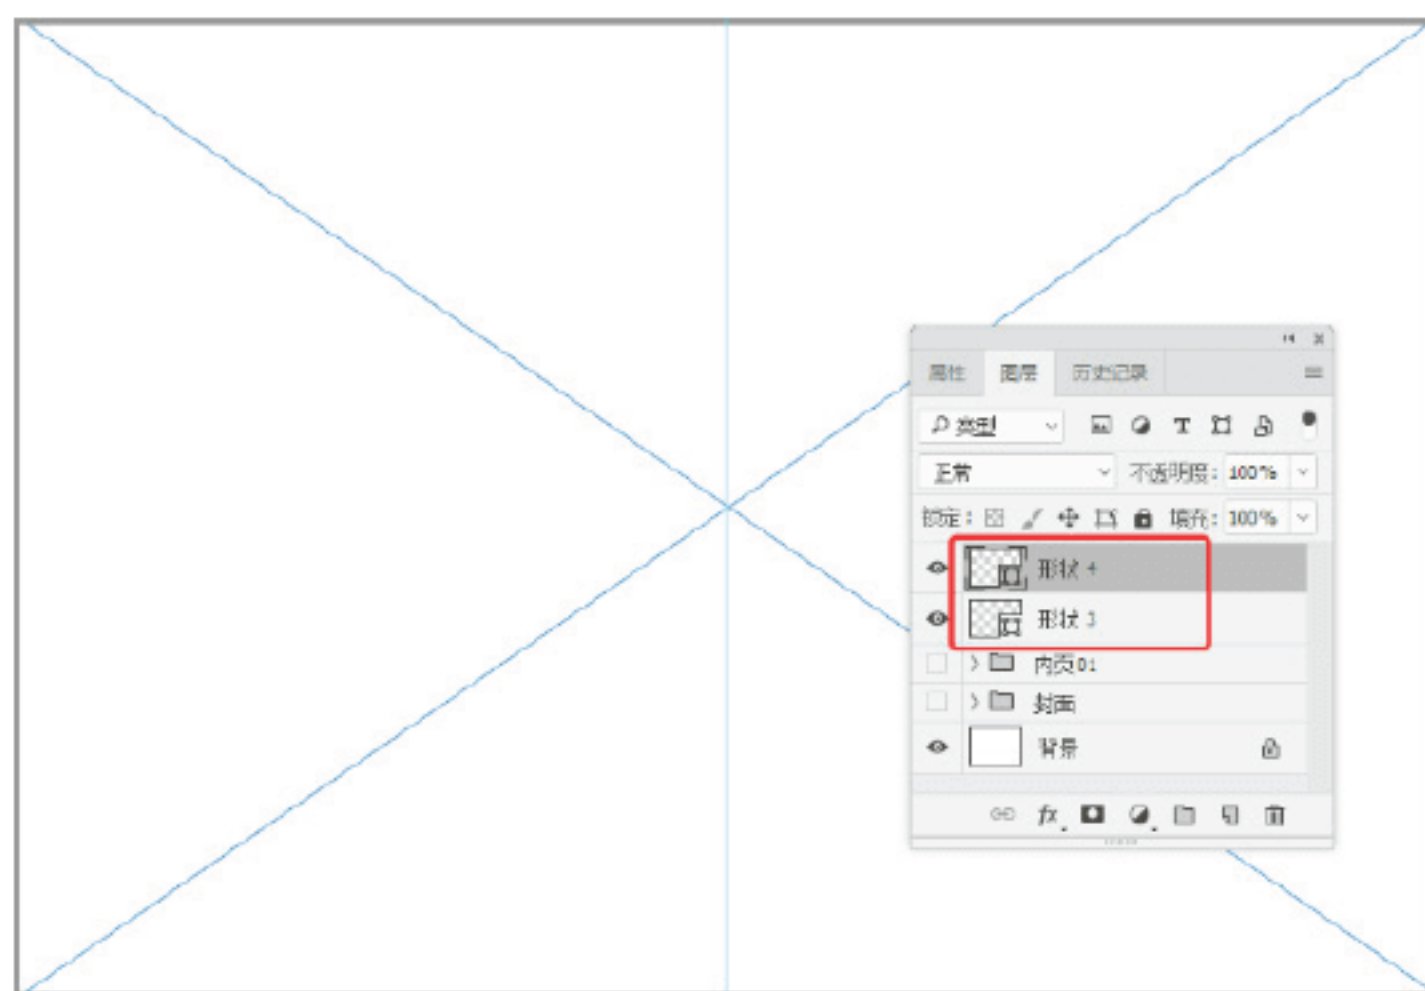 属性 图层 历史记录
类型
正常 不透明度: 100%
锁定: 填充: 100%
形状 4
形状 3
内页01
封面
背景
fx